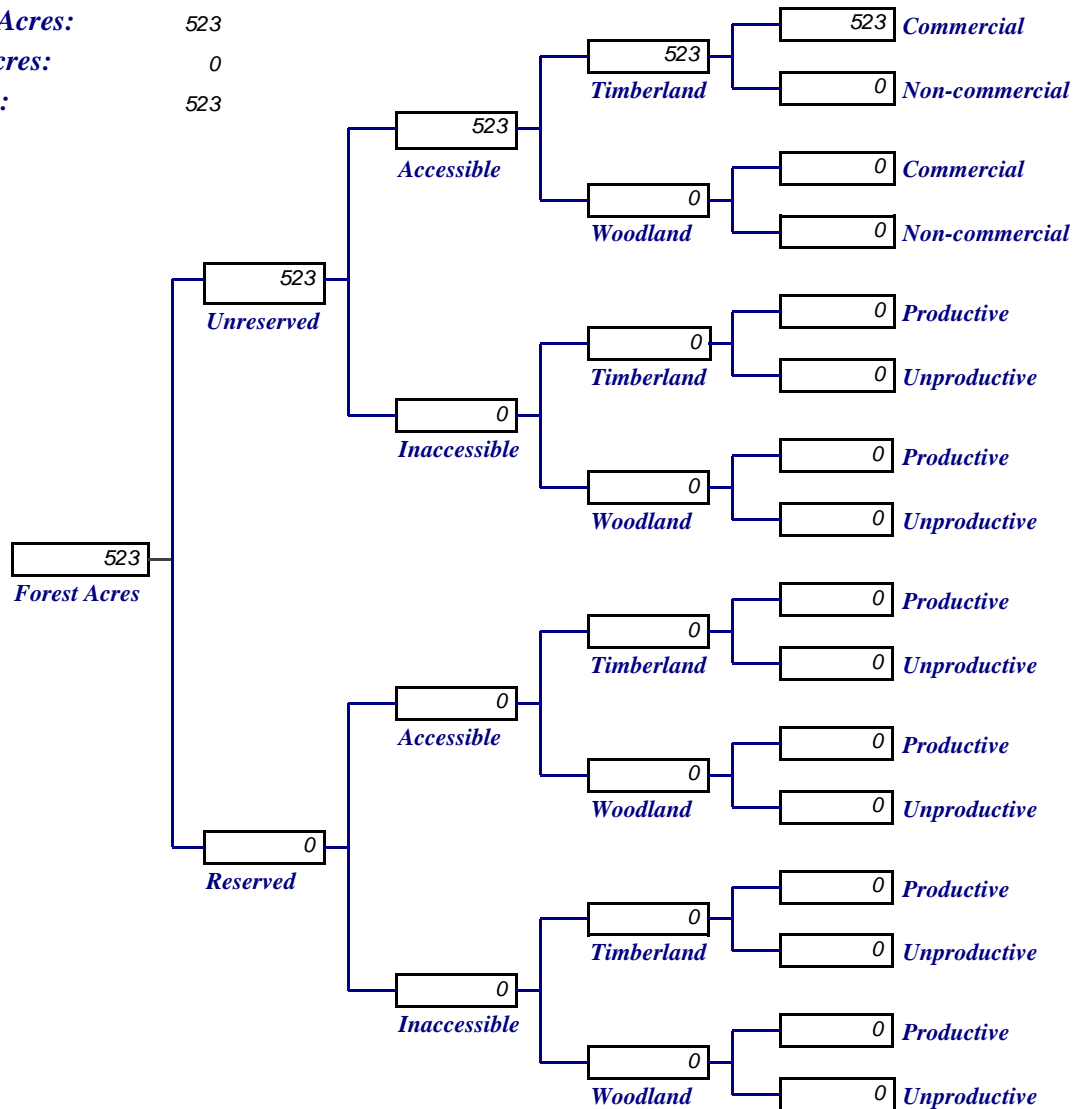 Acres: 523
cres: 0
: 523
523 Commercial
523
Timberland
0 Non-commercial
523
Accessible
0 Commercial
0
Woodland
0 Non-commercial
523
Unreserved
0 Productive
0
Timberland
0 Unproductive
0
Inaccessible
0 Productive
0
Woodland
0 Unproductive
523
Forest Acres
0 Productive
0
Timberland
0 Unproductive
0
Accessible
0 Productive
0
Woodland
0 Unproductive
0
Reserved
0 Productive
0
Timberland
0 Unproductive
0
Inaccessible
0 Productive
0
Woodland
0 Unproductive